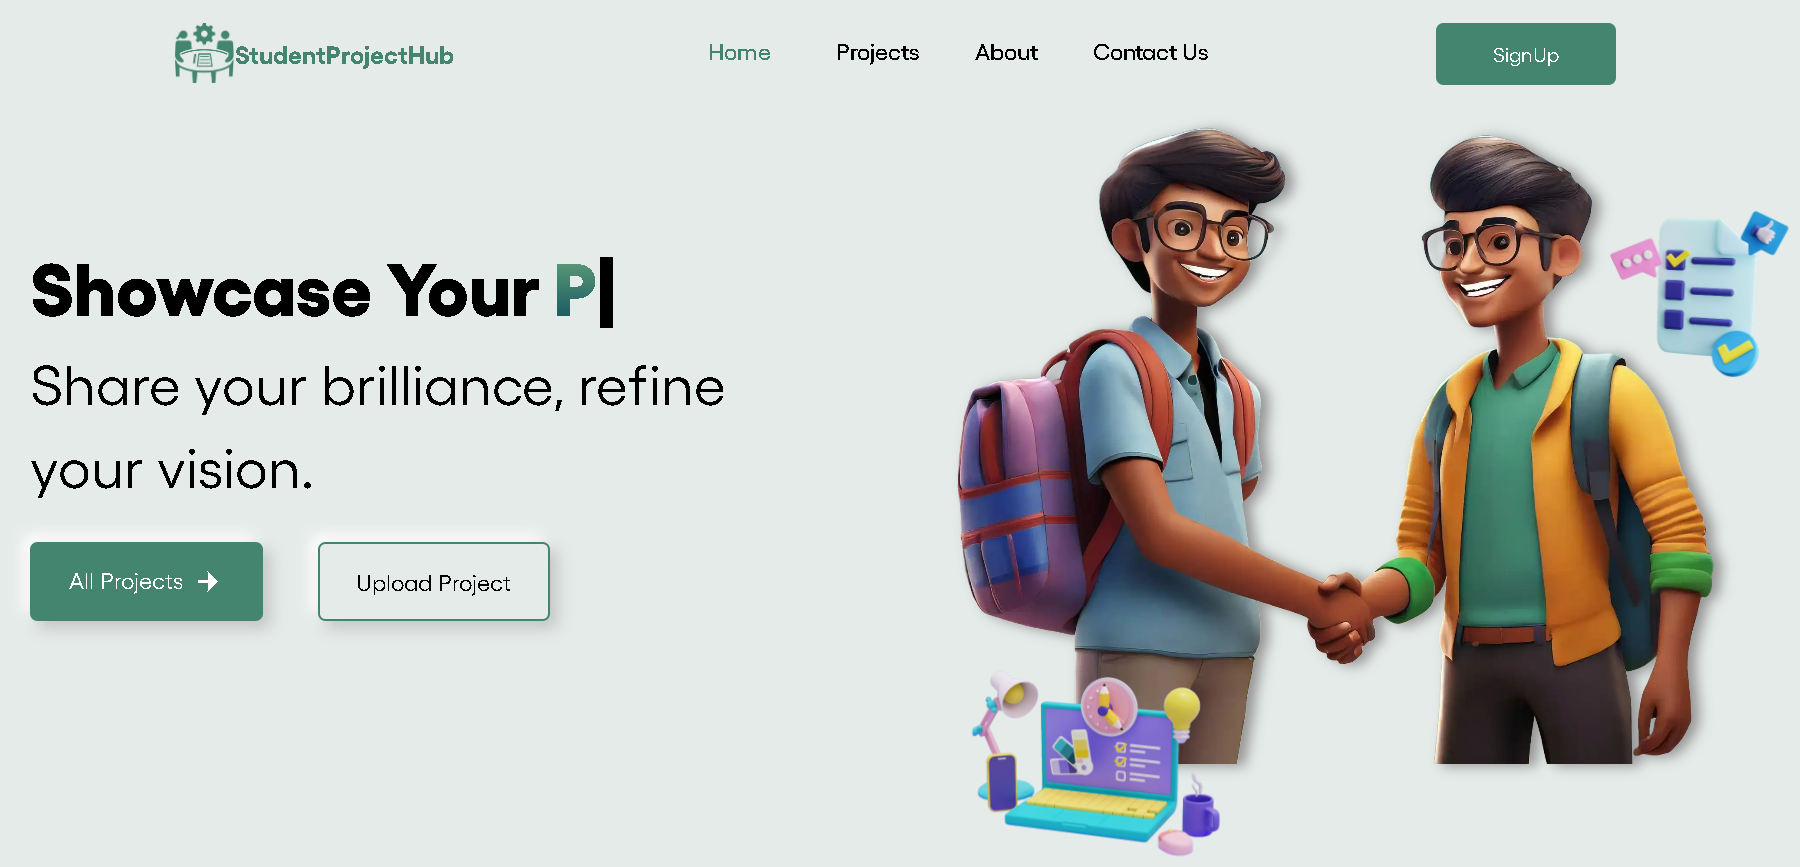 StudentProjectHub
Home
Projects
About
Contact Us
SignUp
Showcase Your P|
Share your brilliance, refine
your vision.
All Projects
Upload Project